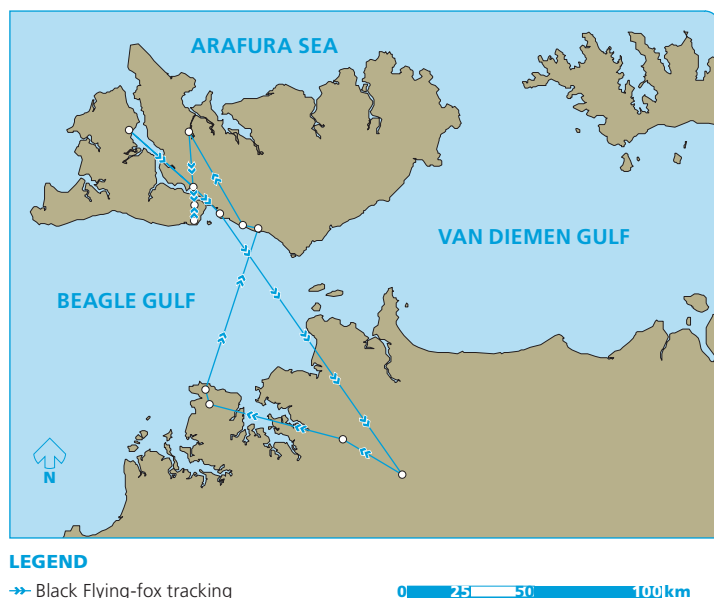 ARAFURA SEA
VAN DIEMEN GULF
BEAGLE GULF
N
LEGEND
Black Flying-fox tracking
0 25 50 100 km